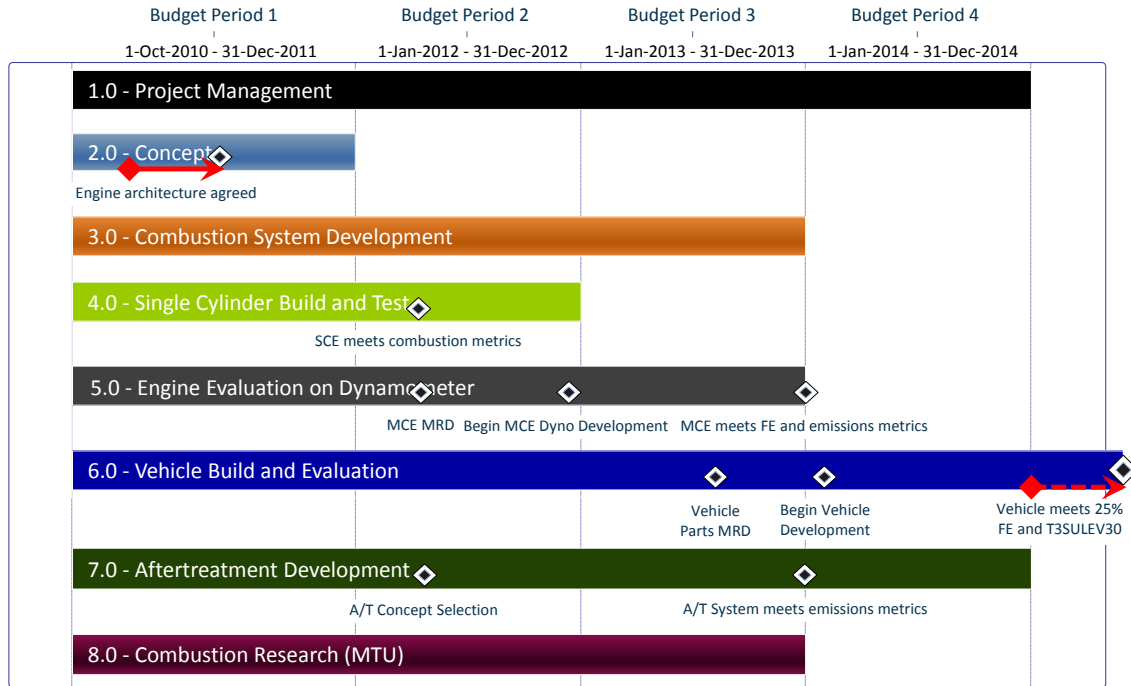 Budget Period 1
Budget Period 2
Budget Period 3
Budget Period 4
1-Oct-2010 - 31-Dec-2011
1-Jan-2012 - 31-Dec-2012
1-Jan-2013 - 31-Dec-2013
1-Jan-2014 - 31-Dec-2014
1.0 - Project Management
2.0 - Concept
Engine architecture agreed
3.0 - Combustion System Development
4.0 - Single Cylinder Build and Test
SCE meets combustion metrics
5.0 - Engine Evaluation on Dynamometer
MCE MRD
Begin MCE Dyno Development
MCE meets FE and emissions metrics
6.0 - Vehicle Build and Evaluation
Vehicle
Parts MRD
Begin Vehicle
Development
Vehicle meets 25%
FE and T3SULEV30
7.0 - Aftertreatment Development
A/T Concept Selection
A/T System meets emissions metrics
8.0 - Combustion Research (MTU)